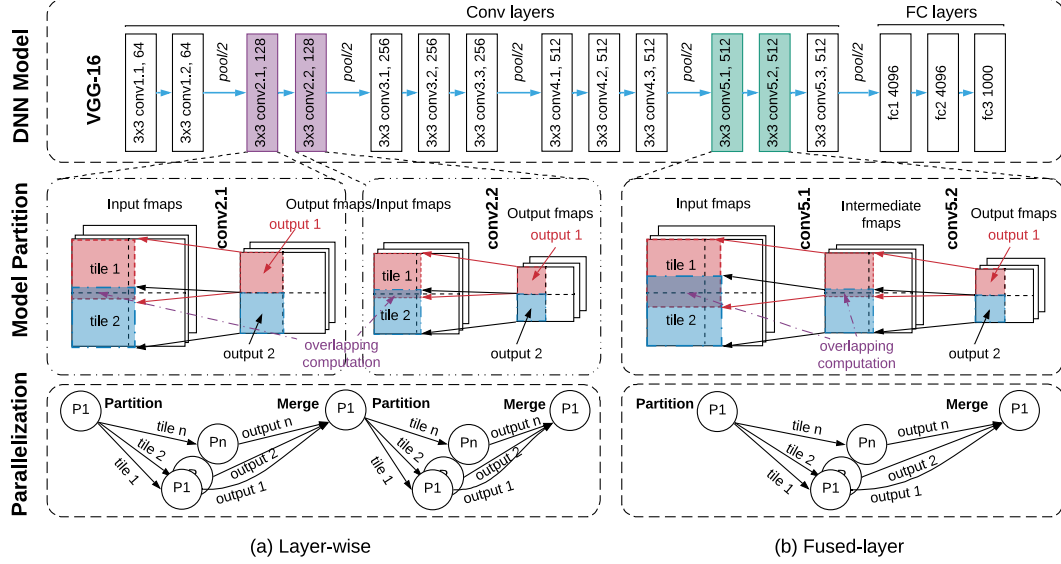 Conv layers
FC layers
DNN Model
VGG-16
3x3 conv1.1, 64
3x3 conv1.2, 64
pool/2
3x3 conv2.1, 128
3x3 conv2.2, 128
pool/2
3x3 conv3.1, 256
3x3 conv3.2, 256
3x3 conv3.3, 256
pool/2
3x3 conv4.1, 512
3x3 conv4.2, 512
3x3 conv4.3, 512
pool/2
3x3 conv5.1, 512
3x3 conv5.2, 512
3x3 conv5.3, 512
pool/2
fc1 4096
fc2 4096
fc3 1000
Model Partition
Input fmaps
conv2.1
Output fmaps/Input fmaps
output 1
tile 1
tile 2
output 2
overlapping
computation
conv2.2
Output fmaps
output 1
tile 1
tile 2
output 2
Input fmaps
conv5.1
Intermediate
fmaps
conv5.2
Output fmaps
output 1
tile 1
tile 2
overlapping
computation
output 2
Parallelization
P1
Partition
Merge
P1
Partition
Merge
P1
tile n
tile 2
tile 1
Pn
P1
output n
output 2
output 1
tile n
tile 2
tile 1
Pn
P1
output n
output 2
output 1
Partition
P1
Merge
P1
tile n
tile 2
tile 1
Pn
P1
output n
output 2
output 1
(a) Layer-wise
(b) Fused-layer